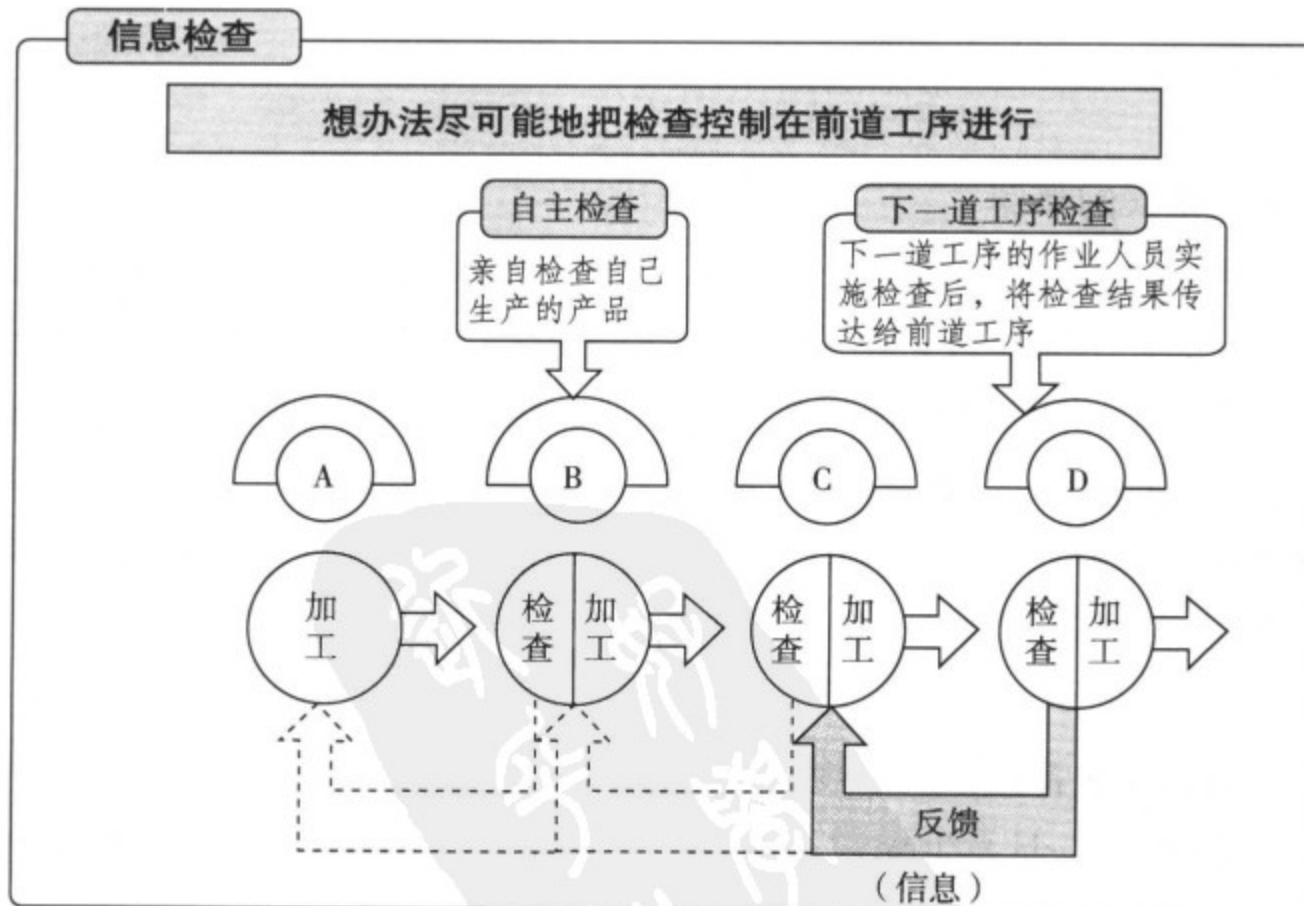 信息检查
想办法尽可能地把检查控制在前道工序进行
自主检查
亲自检查自己
生产的产品
下一道工序检查
下一道工序的作业人员实
施检查后，将检查结果传
达给前道工序
A
B
C
D
加
工
检
查
加
工
检
查
加
工
检
查
加
工
反馈
（信息）